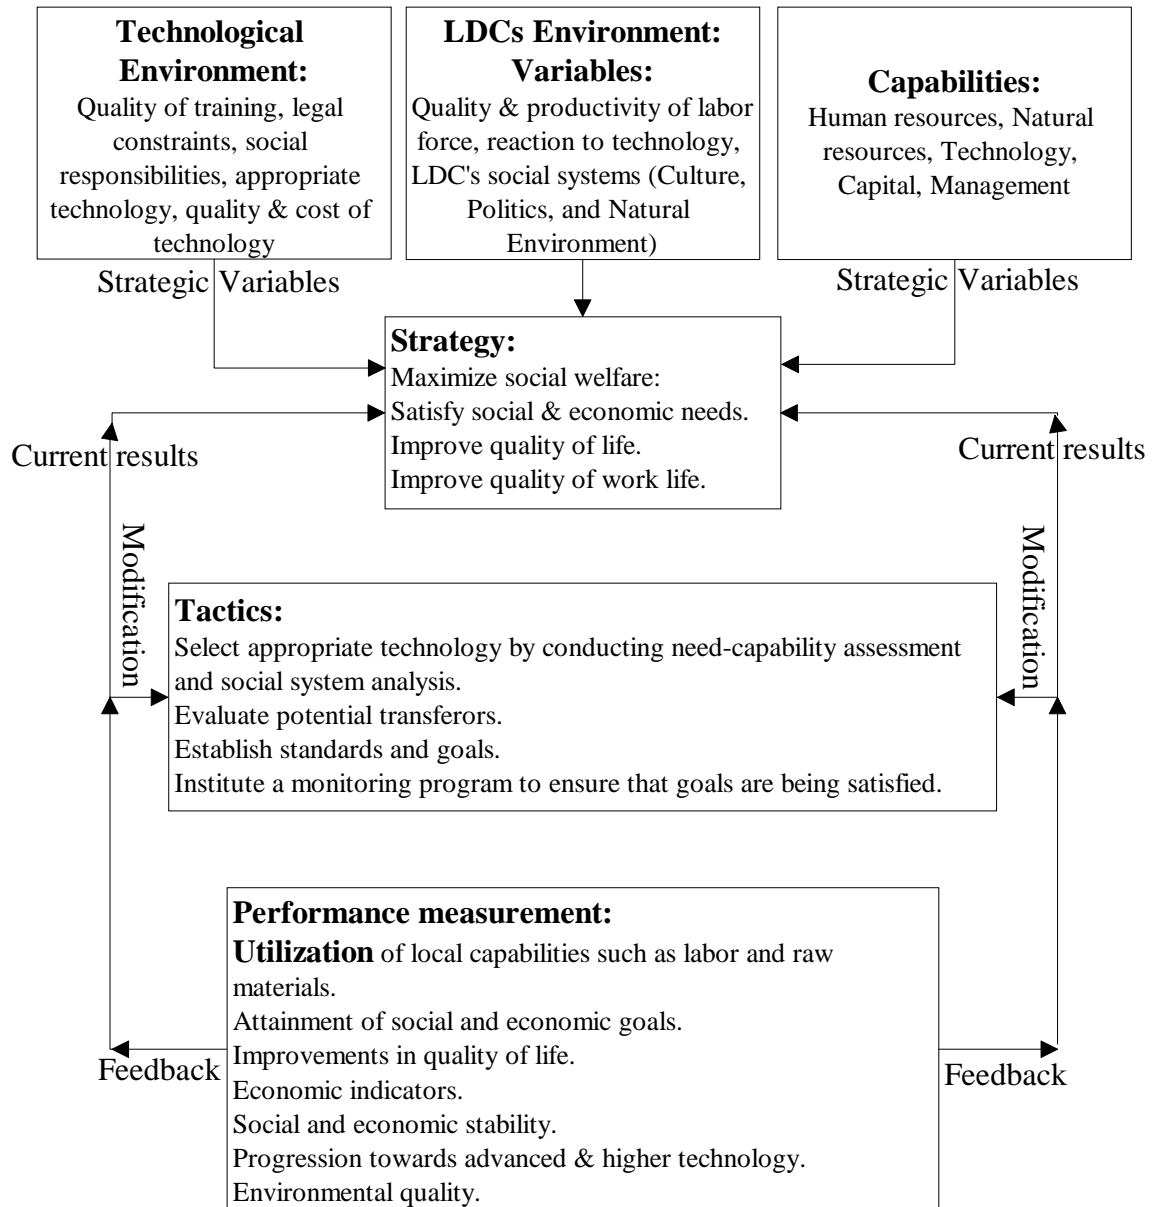 Technological
Environment:
Quality of training, legal
constraints, social
responsibilities, appropriate
technology, quality & cost of
technology
LDCs Environment:
Variables:
Quality & productivity of labor
force, reaction to technology,
LDC's social systems (Culture,
Politics, and Natural
Environment)
Capabilities:
Human resources, Natural
resources, Technology,
Capital, Management
Strategic Variables
Strategic Variables
Strategy:
Maximize social welfare:
Satisfy social & economic needs.
Improve quality of life.
Improve quality of work life.
Current results
Current results
Modification
Modification
Tactics:
Select appropriate technology by conducting need-capability assessment
and social system analysis.
Evaluate potential transferors.
Establish standards and goals.
Institute a monitoring program to ensure that goals are being satisfied.
Performance measurement:
Utilization of local capabilities such as labor and raw
materials.
Attainment of social and economic goals.
Improvements in quality of life.
Economic indicators.
Social and economic stability.
Progression towards advanced & higher technology.
Environmental quality.
Feedback
Feedback